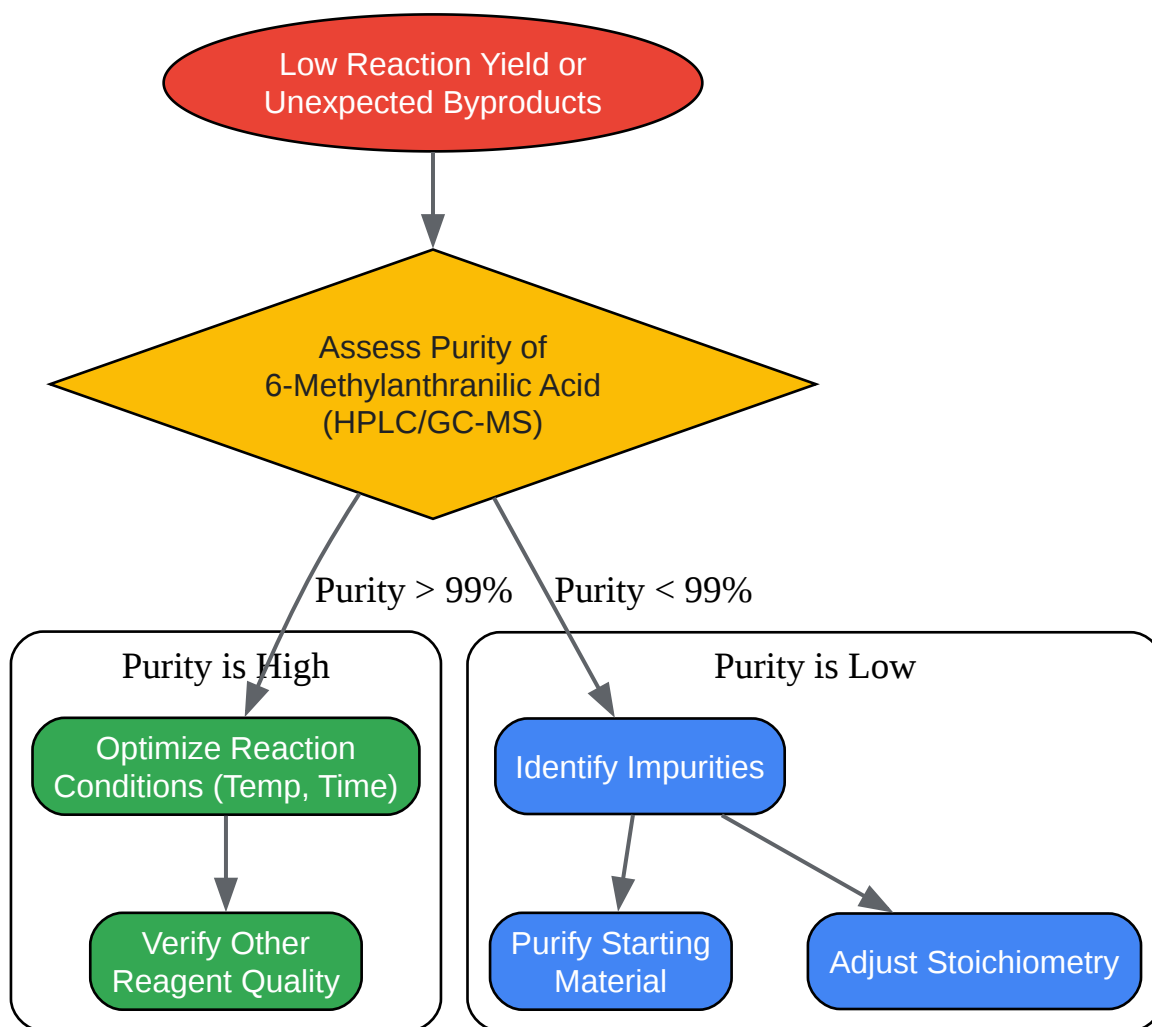 Low Reaction Yield or
Unexpected Byproducts
Assess Purity of
6-Methylanthranilic Acid
(HPLC/GC-MS)
Purity > 99%
Purity < 99%
Purity is High
Purity is Low
Optimize Reaction
Conditions (Temp, Time)
Identify Impurities
Verify Other
Reagent Quality
Purify Starting
Material
Adjust Stoichiometry